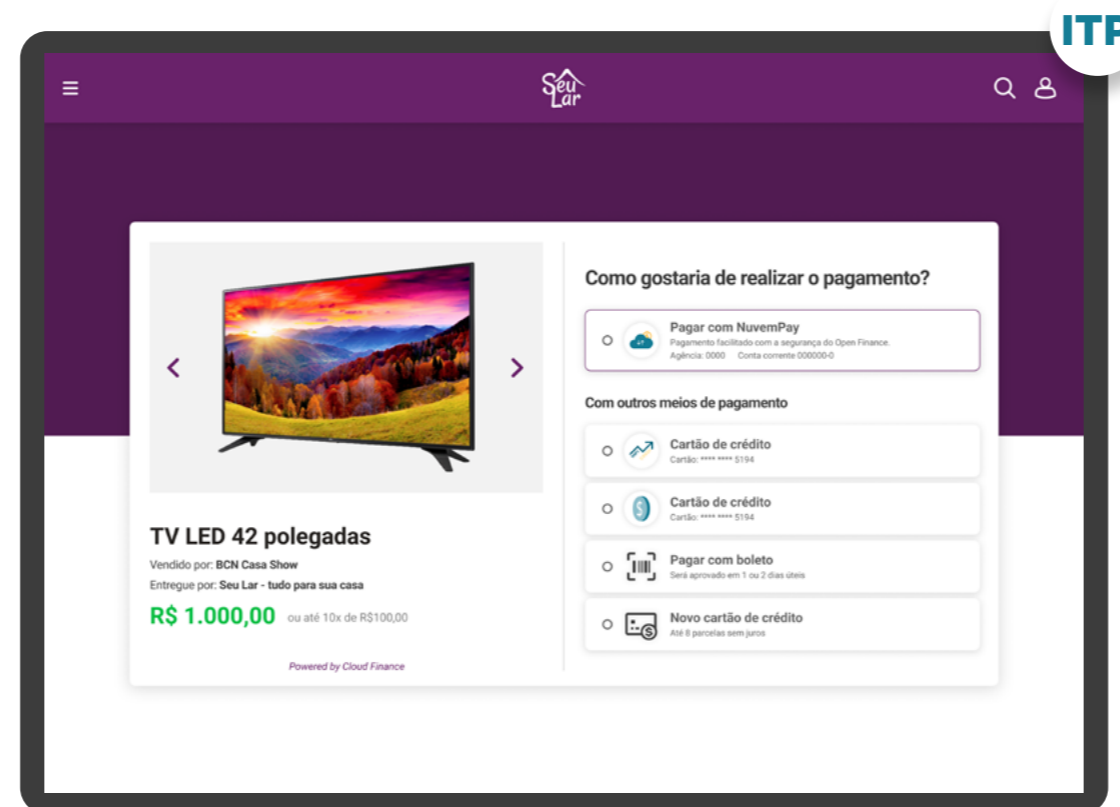 ITP
Seu
Lar
Como gostaria de realizar o pagamento?
Pagar com NuvemPay
Pagamento facilitado com a segurança do Open Finance.
Agência: 0000 Conta corrente 000000-0
Com outros meios de pagamento
Cartão de crédito
Cartão: **** **** 5194
Cartão de crédito
Cartão: **** **** 5194
Pagar com boleto
Será aprovado em 1 ou 2 dias úteis
Novo cartão de crédito
Até 8 parcelas sem juros
TV LED 42 polegadas
Vendido por: BCN Casa Show
Entregue por: Seu Lar - tudo para sua casa
R$ 1.000,00 ou até 10x de R$100,00
Powered by Cloud Finance